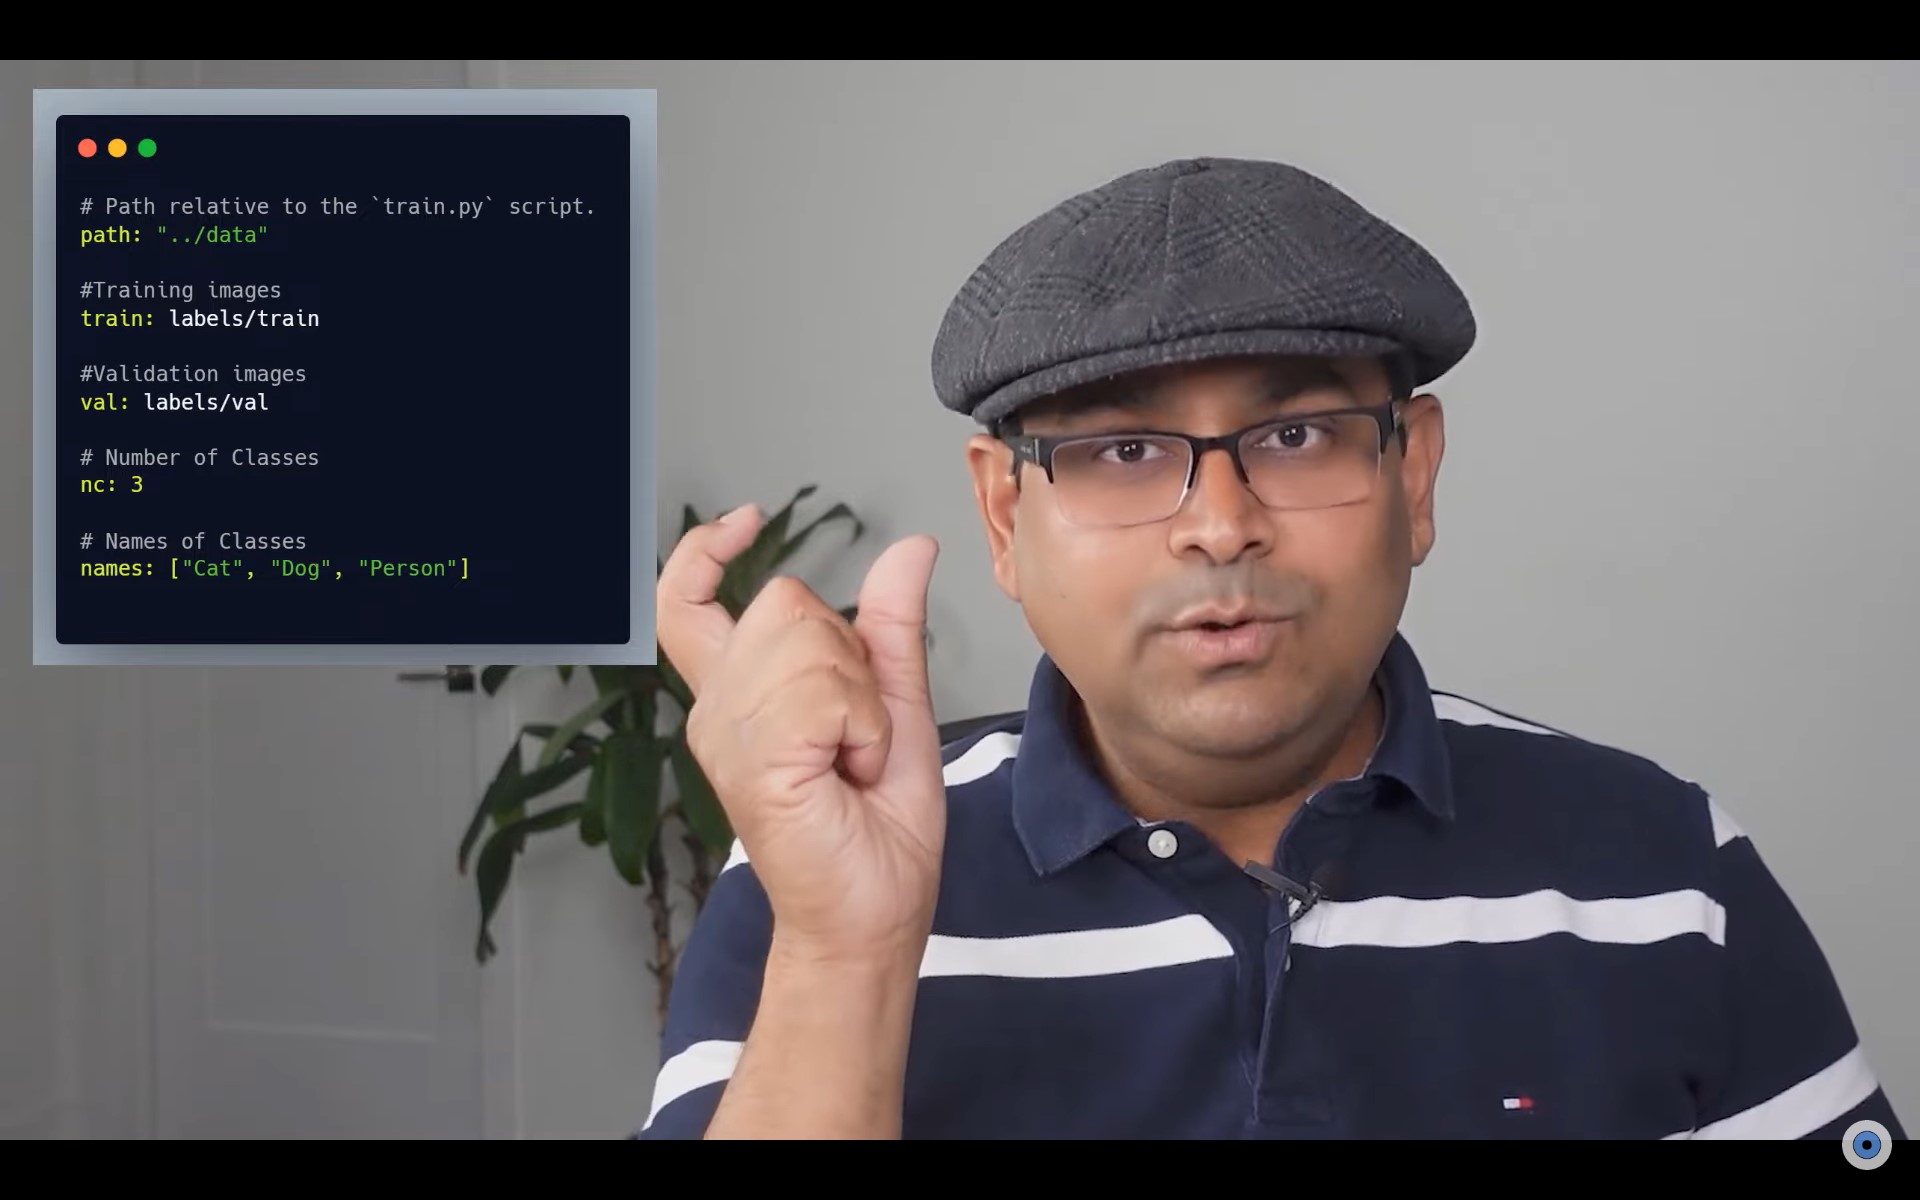 # Path relative to the `train.py` script.
path: "../data"
#Training images
train: labels/train
#Validation images
val: labels/val
# Number of Classes
nc: 3
# Names of Classes
names: ["Cat", "Dog", "Person"]